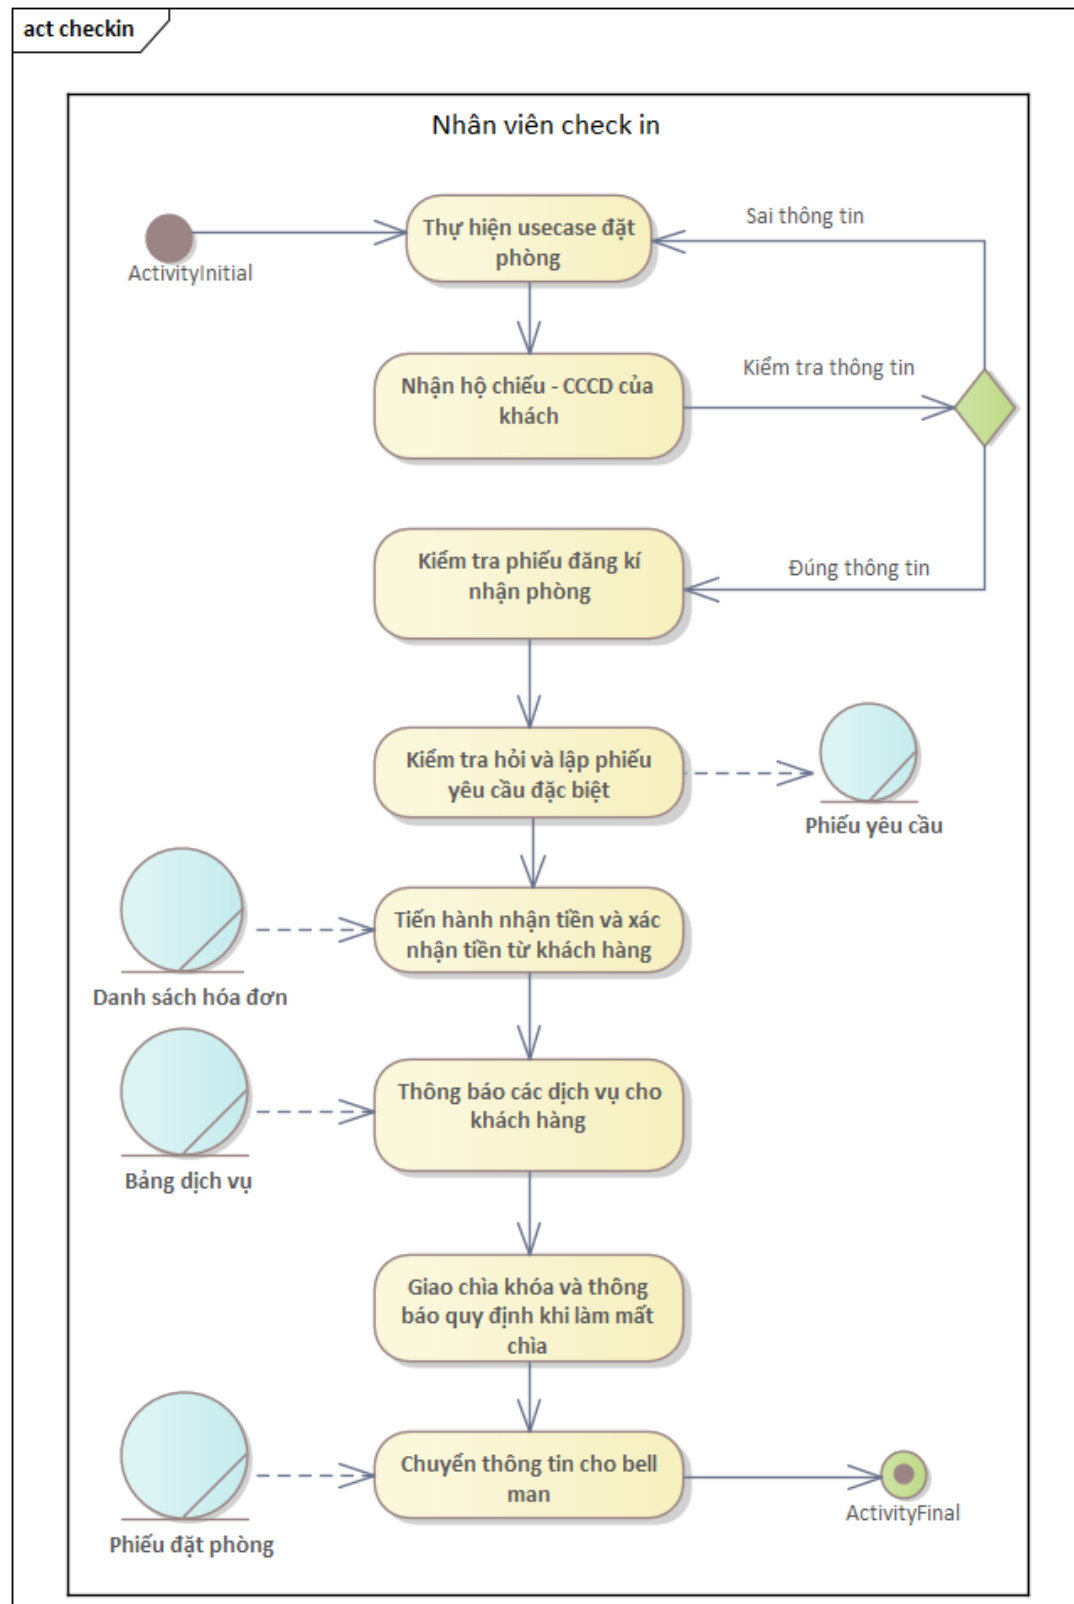 act checkin
Nhân viên check in
ActivityInitial
Thự hiện usecase đặt
phòng
Sai thông tin
Nhận hộ chiếu - CCCD của
khách
Kiểm tra thông tin
Kiểm tra phiếu đăng kí
nhận phòng
Đúng thông tin
Kiểm tra hỏi và lập phiếu
yêu cầu đặc biệt
Phiếu yêu cầu
Tiến hành nhận tiền và xác
nhận tiền từ khách hàng
Danh sách hóa đơn
Thông báo các dịch vụ cho
khách hàng
Bảng dịch vụ
Giao chìa khóa và thông
báo quy định khi làm mất
chìa
Chuyển thông tin cho bell
man
Phiếu đặt phòng
ActivityFinal